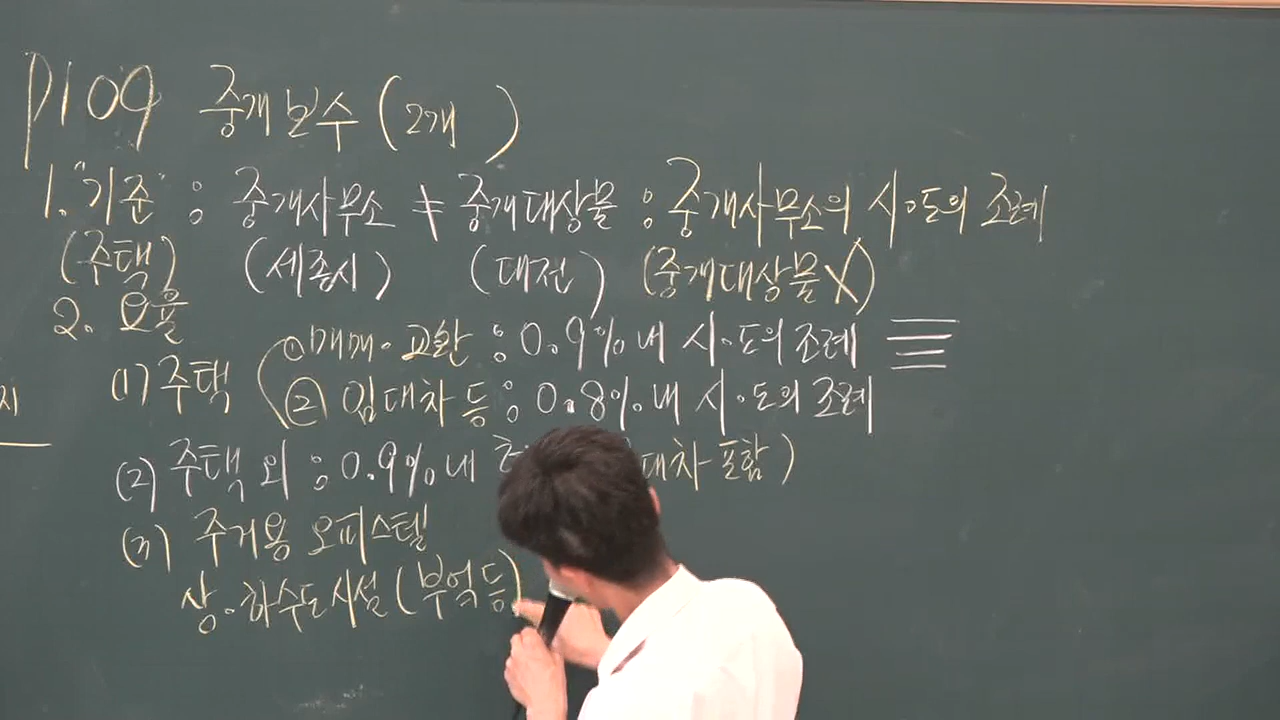 P109 중개보수 (2개 )
1. "기준" : 중개사무소 ≠ 중개대상물 : 중개사무소의 시·도의 조례
(주택) (세종시) (대전) (중개대상물X)
2. 요율
(1) 주택 ① 매매·교환 : 0.9%내 시·도의 조례
② 임대차 등 : 0.8%내 시·도의 조례
지
(2) 주택 외 : 0.9%내 대차 포함)
(3) 주거용 오피스텔
상·하수도시설 (부엌 등)